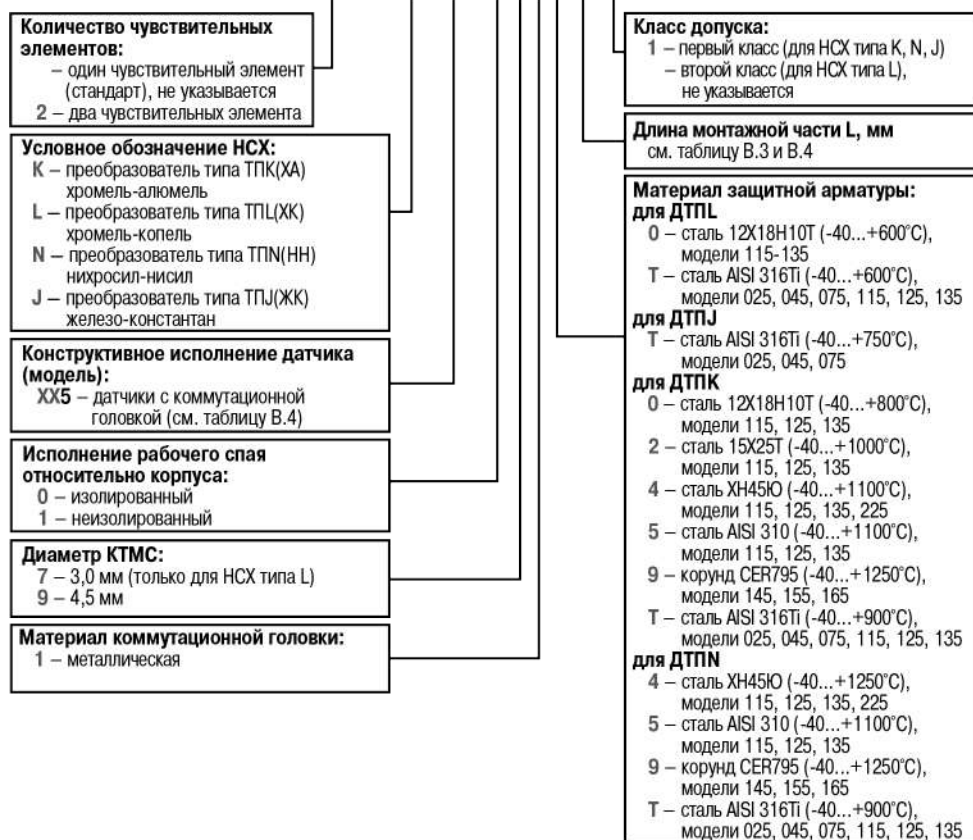 Количество чувствительных
элементов:
– один чувствительный элемент
(стандарт), не указывается
2 – два чувствительных элемента
Условное обозначение НСХ:
K – преобразователь типа ТПК(ХА)
хромель-алюмель
L – преобразователь типа ТПL(ХК)
хромель-копель
N – преобразователь типа ТПN(НН)
нихросил-нисил
J – преобразователь типа ТПJ(ЖК)
железо-константан
Конструктивное исполнение датчика
(модель):
XX5 – датчики с коммутационной
головкой (см. таблицу В.4)
Исполнение рабочего спая
относительно корпуса:
0 – изолированный
1 – неизолированный
Диаметр КТМС:
7 – 3,0 мм (только для НСХ типа L)
9 – 4,5 мм
Материал коммутационной головки:
1 – металлическая
Класс допуска:
1 – первый класс (для НСХ типа K, N, J)
– второй класс (для НСХ типа L),
не указывается
Длина монтажной части L, мм
см. таблицу В.3 и В.4
Материал защитной арматуры:
для ДТПL
0 – сталь 12Х18Н10Т (-40...+600°С),
модели 115-135
T – сталь AISI 316Ti (-40...+600°С),
модели 025, 045, 075, 115, 125, 135
для ДТПJ
T – сталь AISI 316Ti (-40...+750°С),
модели 025, 045, 075
для ДТПК
0 – сталь 12Х18Н10Т (-40...+800°С),
модели 115, 125, 135
2 – сталь 15Х25Т (-40...+1000°С),
модели 115, 125, 135
4 – сталь ХН45Ю (-40...+1100°С),
модели 115, 125, 135, 225
5 – сталь AISI 310 (-40...+1100°С),
модели 115, 125, 135
9 – корунд CER795 (-40...+1250°С),
модели 145, 155, 165
T – сталь AISI 316Ti (-40...+900°С),
модели 025, 045, 075, 115, 125, 135
для ДТПN
4 – сталь ХН45Ю (-40...+1250°С),
модели 115, 125, 135, 225
5 – сталь AISI 310 (-40...+1100°С),
модели 115, 125, 135
9 – корунд CER795 (-40...+1250°С),
модели 145, 155, 165
T – сталь AISI 316Ti (-40...+900°С),
модели 025, 045, 075, 115, 125, 135